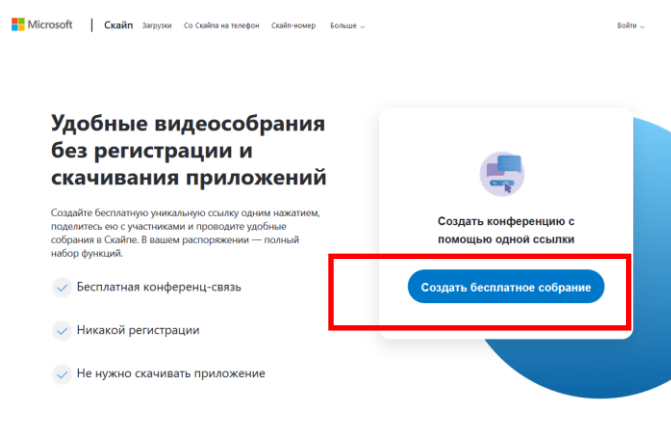 Microsoft | Скайп Загрузки Со Скайпа на телефон Скайп-номер Больше Войти
Удобные видеособрания
без регистрации и
скачивания приложений
Создайте бесплатную уникальную ссылку одним нажатием,
поделитесь ею с участниками и проводите удобные
собрания в Скайпе. В вашем распоряжении — полный
набор функций.
Бесплатная конференц-связь
Никакой регистрации
Не нужно скачивать приложение
Создать конференцию с
помощью одной ссылки
Создать бесплатное собрание